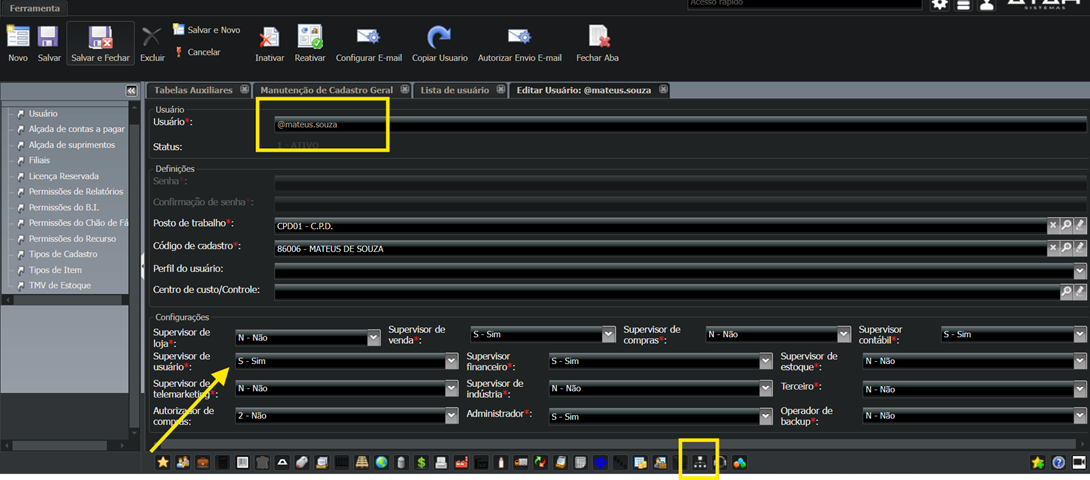 Ferramenta
Acesso rápido
SISTEMAS
Novo
Salvar
Salvar e Fechar
Excluir
Salvar e Novo
Cancelar
Inativar
Reativar
Configurar E-mail
Copiar Usuario
Autorizar Envio E-mail
Fechar Aba
Tabelas Auxiliares
Manutenção de Cadastro Geral
Lista de usuário
Editar Usuário: @mateus.souza
Usuário
Alçada de contas a pagar
Alçada de suprimentos
Filiais
Licença Reservada
Permissões de Relatórios
Permissões do B.I.
Permissões do Chão de Fá
Permissões do Recurso
Tipos de Cadastro
Tipos de Item
TMV de Estoque
Usuário
Usuário*: @mateus.souza
Status: 1 - ATIVO
Definições
Senha*:
Confirmação de senha*:
Posto de trabalho*: CPD01 - C.P.D.
Código de cadastro*: 86006 - MATEUS DE SOUZA
Perfil do usuário:
Centro de custo/Controle:
Configurações
Supervisor de loja*: N - Não
Supervisor de venda*: S - Sim
Supervisor de compras*: N - Não
Supervisor contábil*: S - Sim
Supervisor de usuário*: S - Sim
Supervisor financeiro*: S - Sim
Supervisor de estoque*: N - Não
Supervisor de telemarketing*: N - Não
Supervisor de indústria*: N - Não
Terceiro*: N - Não
Autorizador de compras: 2 - Não
Administrador*: S - Sim
Operador de backup*: N - Não